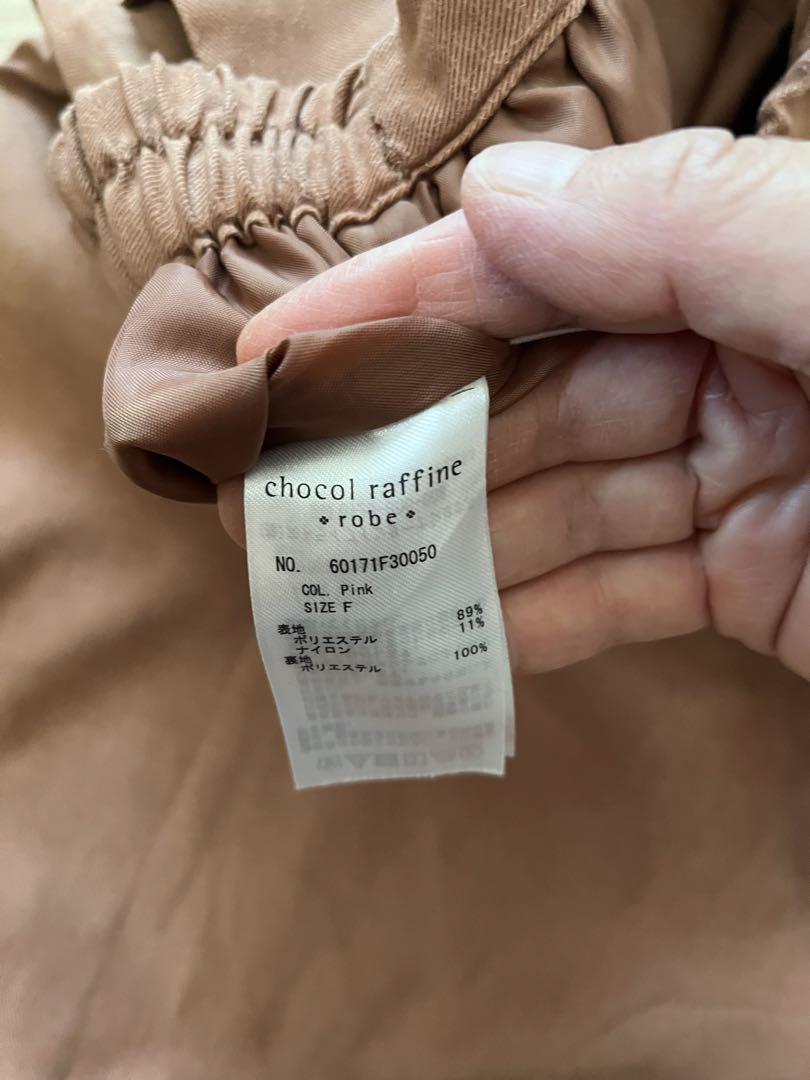 chocol raffine
robe
NO. 60171F30050
COL. Pink
SIZE F
表地
ポリエステル 89%
ナイロン 11%
裏地
ポリエステル 100%